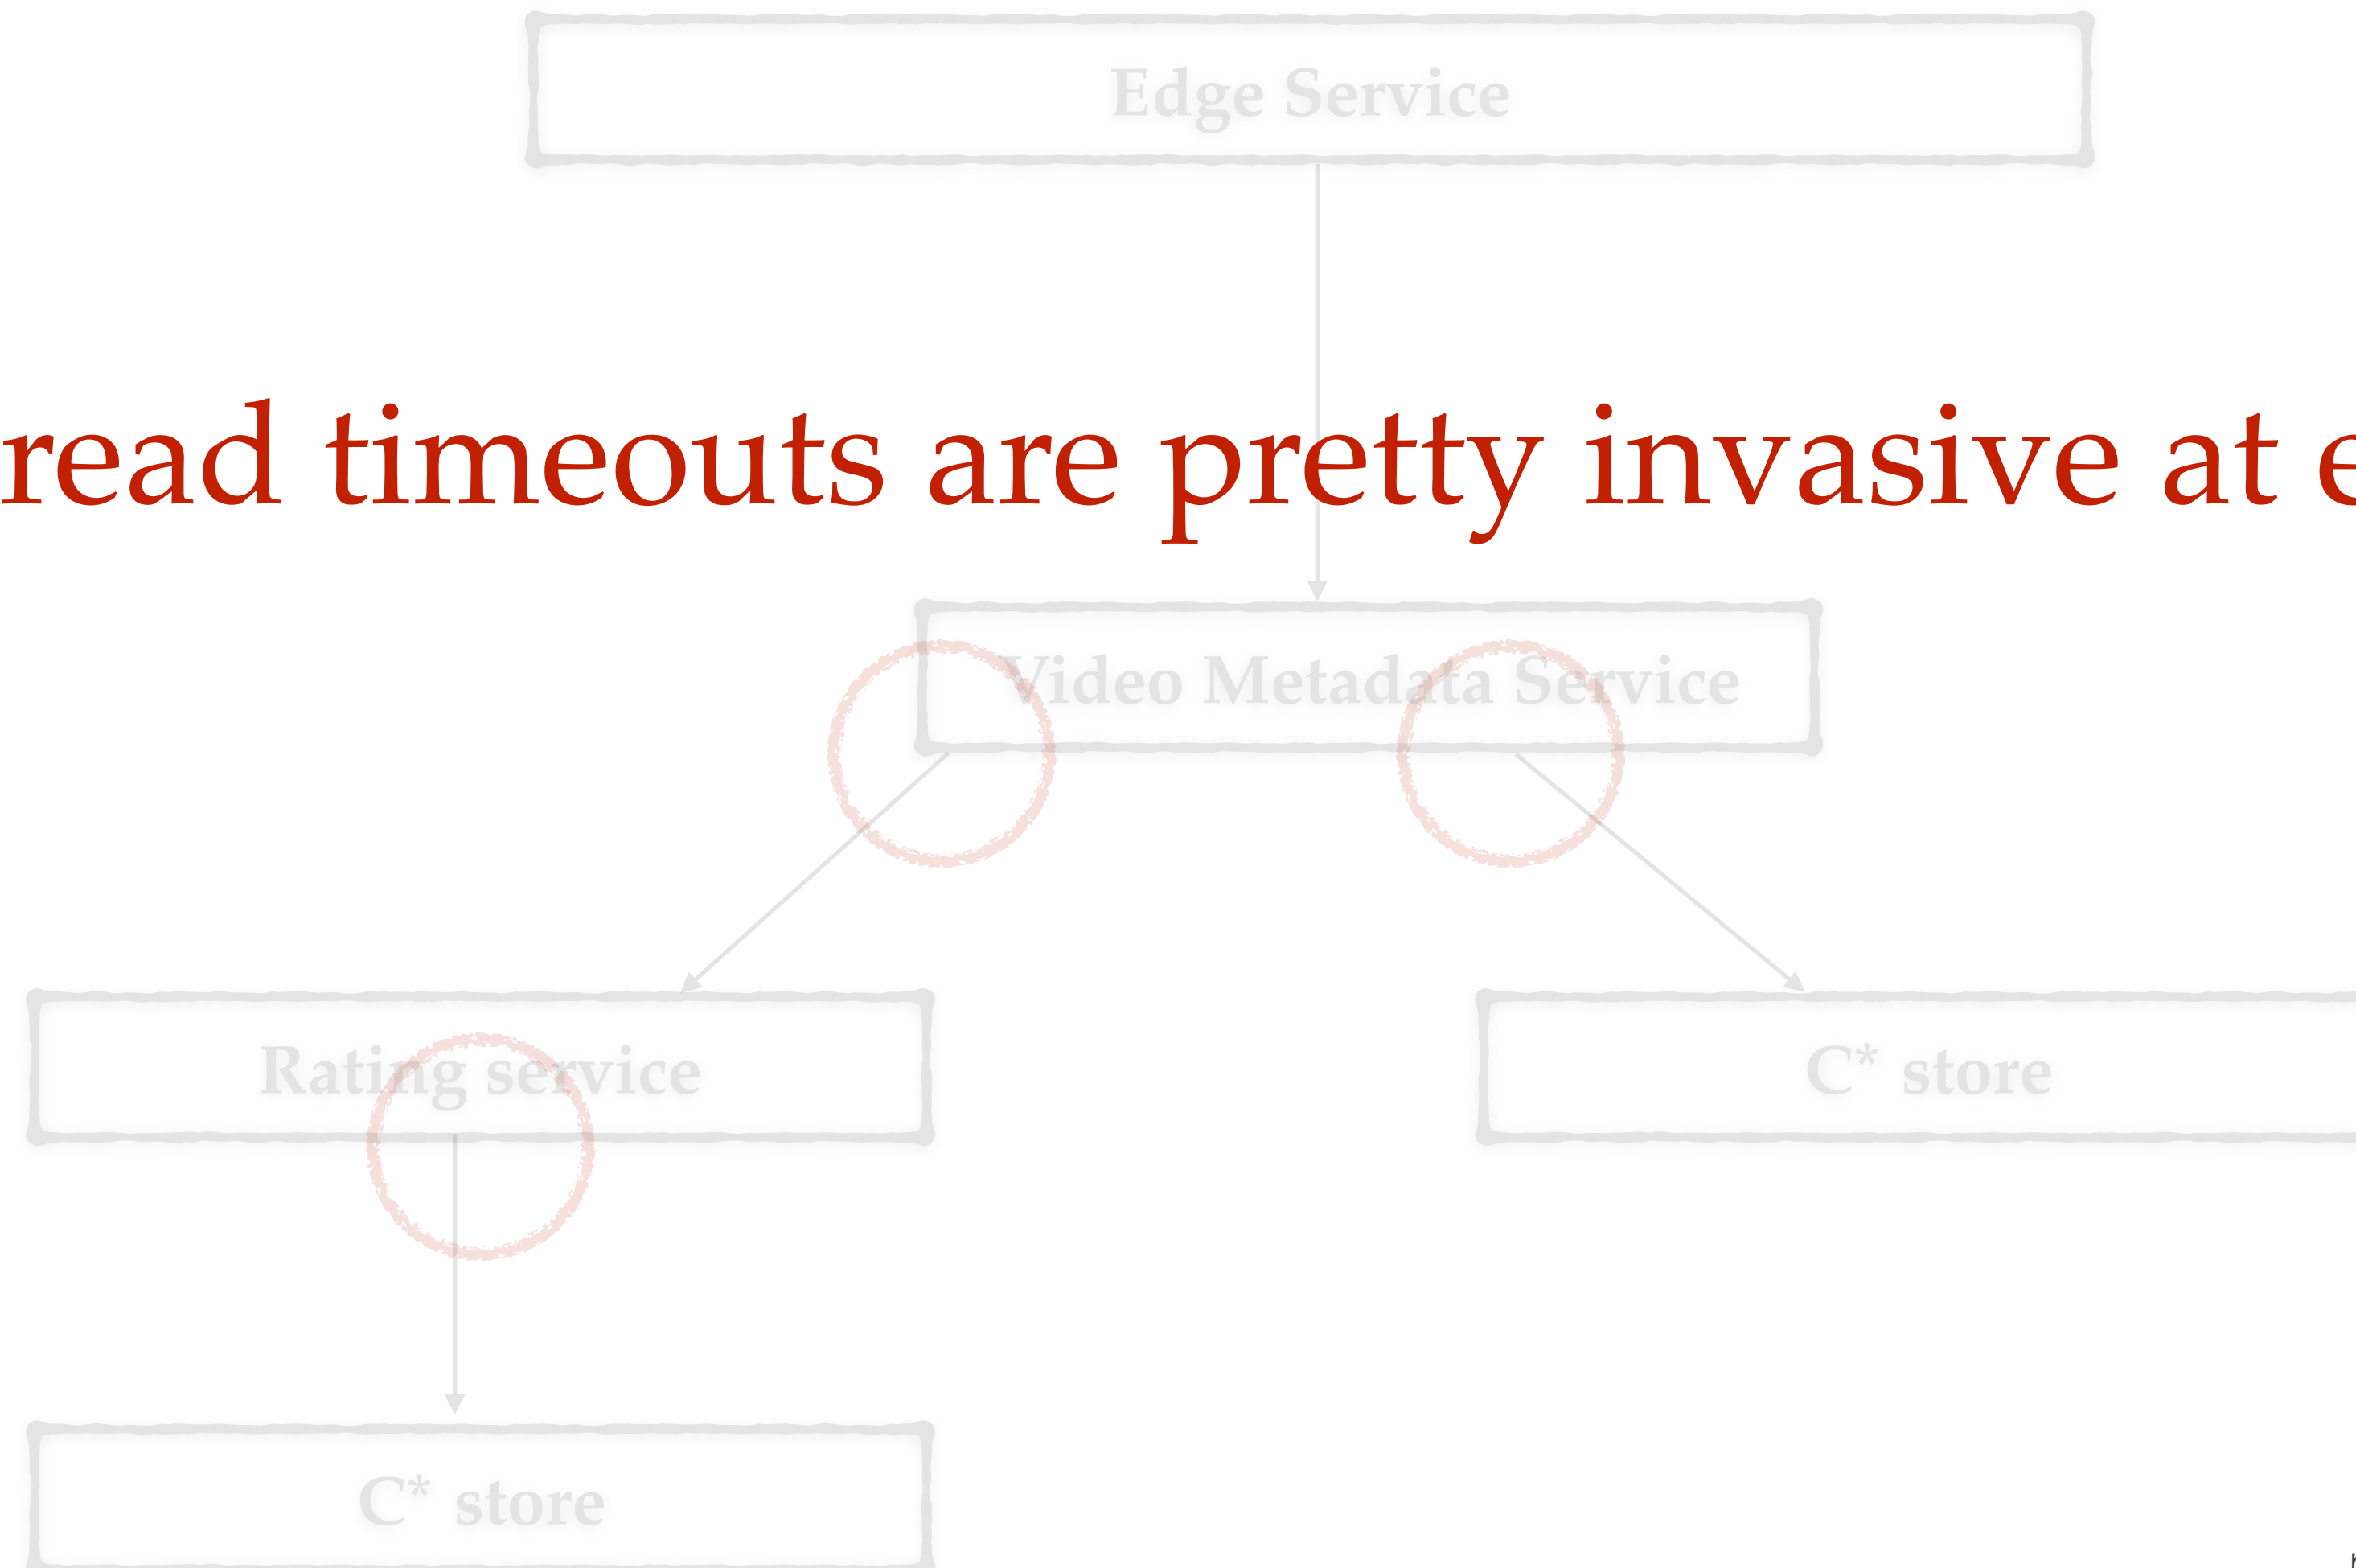 Edge Service
read timeouts are pretty invasive at
Video Metadata Service
Rating service
C* store
C* store